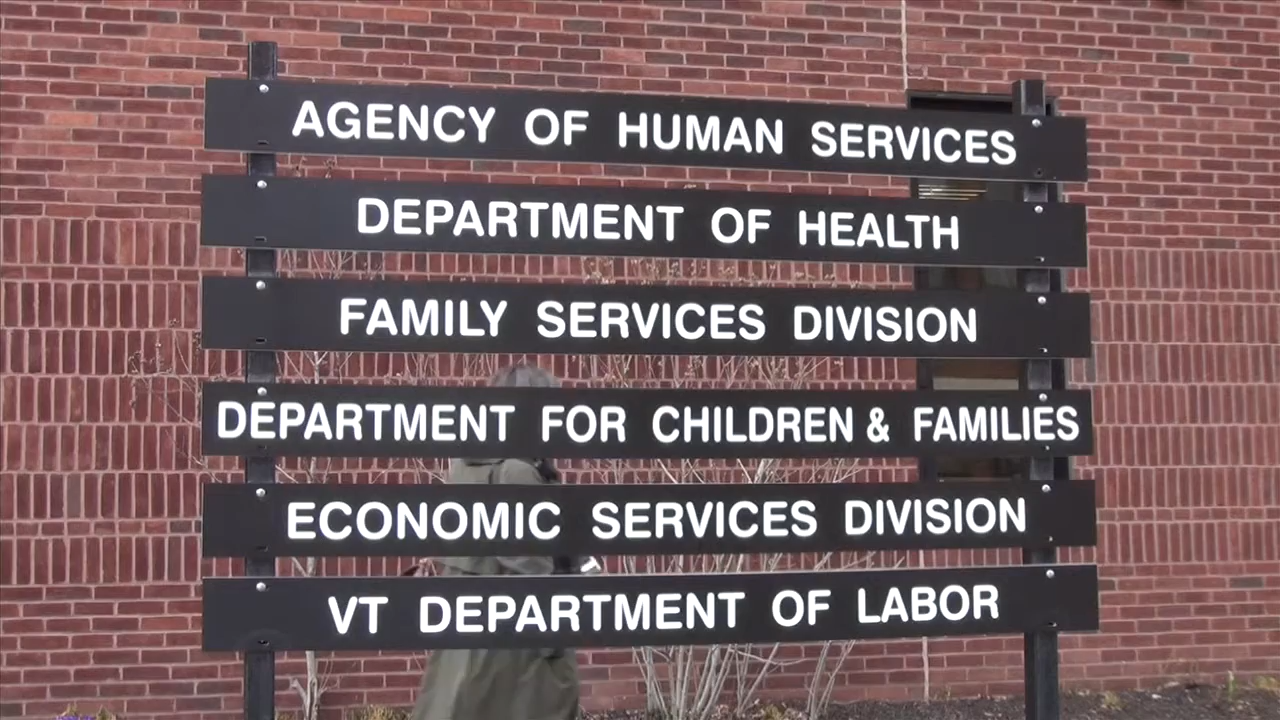 AGENCY OF HUMAN SERVICES
DEPARTMENT OF HEALTH
FAMILY SERVICES DIVISION
DEPARTMENT FOR CHILDREN & FAMILIES
ECONOMIC SERVICES DIVISION
VT DEPARTMENT OF LABOR